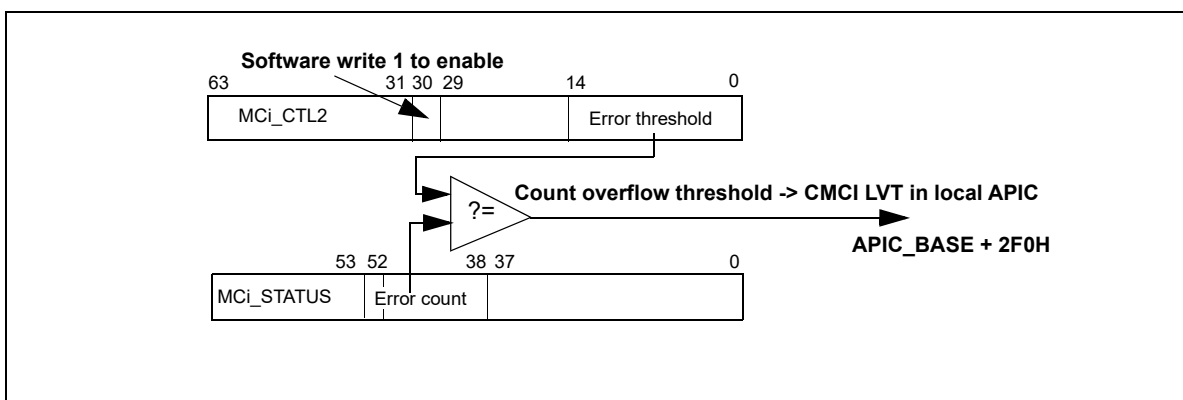 Software write 1 to enable
63 31 30 29 14 0
MCi_CTL2 Error threshold
?=
Count overflow threshold -> CMCI LVT in local APIC
APIC_BASE + 2F0H
53 52 38 37 0
MCi_STATUS Error count